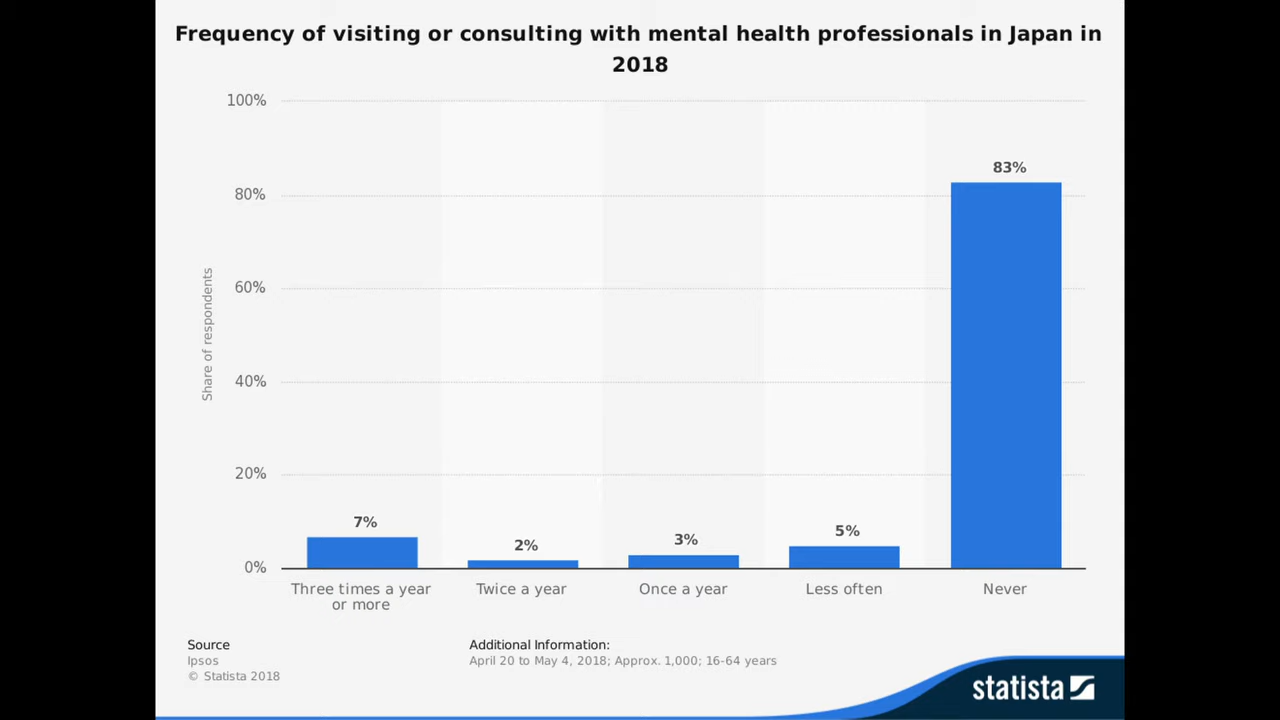 Frequency of visiting or consulting with mental health professionals in Japan in
2018
100%
80%
60%
40%
20%
0%
Share of respondents
7%
2%
3%
5%
83%
Three times a year
or more
Twice a year
Once a year
Less often
Never
Source
Ipsos
© Statista 2018
Additional Information:
April 20 to May 4, 2018; Approx. 1,000; 16-64 years
statista